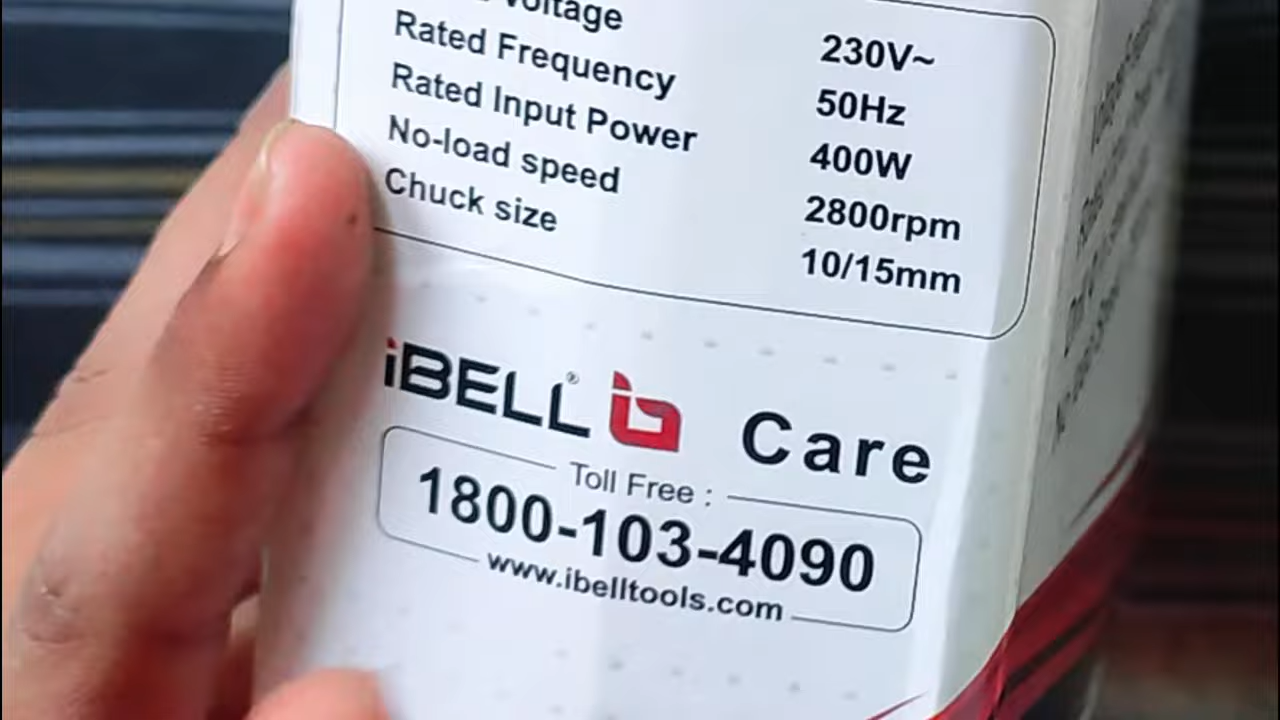 Voltage 230V~
Rated Frequency 50Hz
Rated Input Power 400W
No-load speed 2800rpm
Chuck size 10/15mm
iBELL® Care
Toll Free :
1800-103-4090
www.ibelltools.com